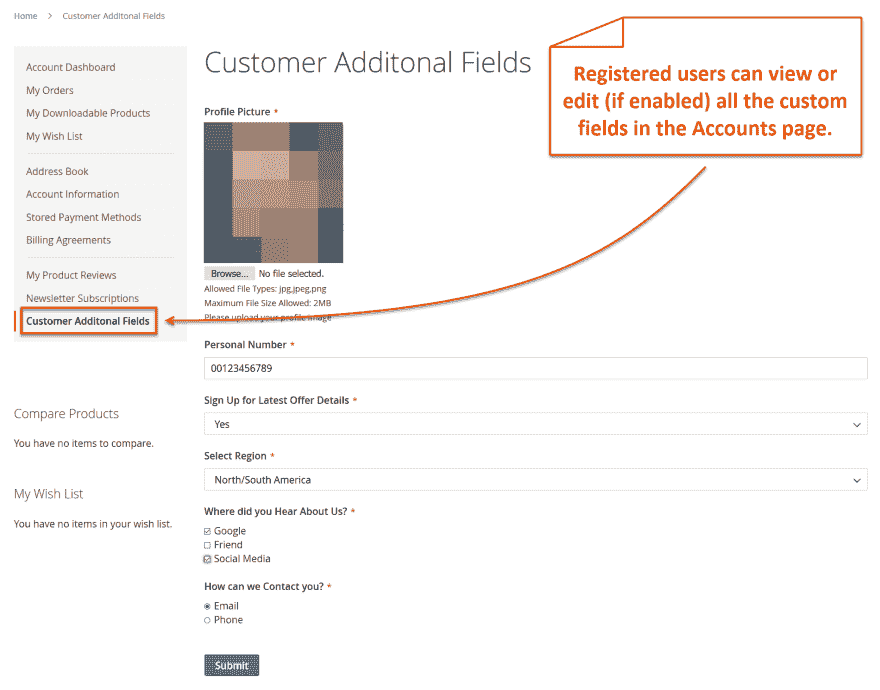 Home > Customer Additonal Fields
Account Dashboard
My Orders
My Downloadable Products
My Wish List
Address Book
Account Information
Stored Payment Methods
Billing Agreements
My Product Reviews
Newsletter Subscriptions
Customer Additonal Fields
Compare Products
You have no items to compare.
My Wish List
You have no items in your wish list.
Customer Additonal Fields
Registered users can view or
edit (if enabled) all the custom
fields in the Accounts page.
Profile Picture *
Browse... No file selected.
Allowed File Types: jpg,jpeg,png
Maximum File Size Allowed: 2MB
Please upload your profile image
Personal Number *
00123456789
Sign Up for Latest Offer Details *
Yes
Select Region *
North/South America
Where did you Hear About Us? *
Google
Friend
Social Media
How can we Contact you? *
Email
Phone
Submit